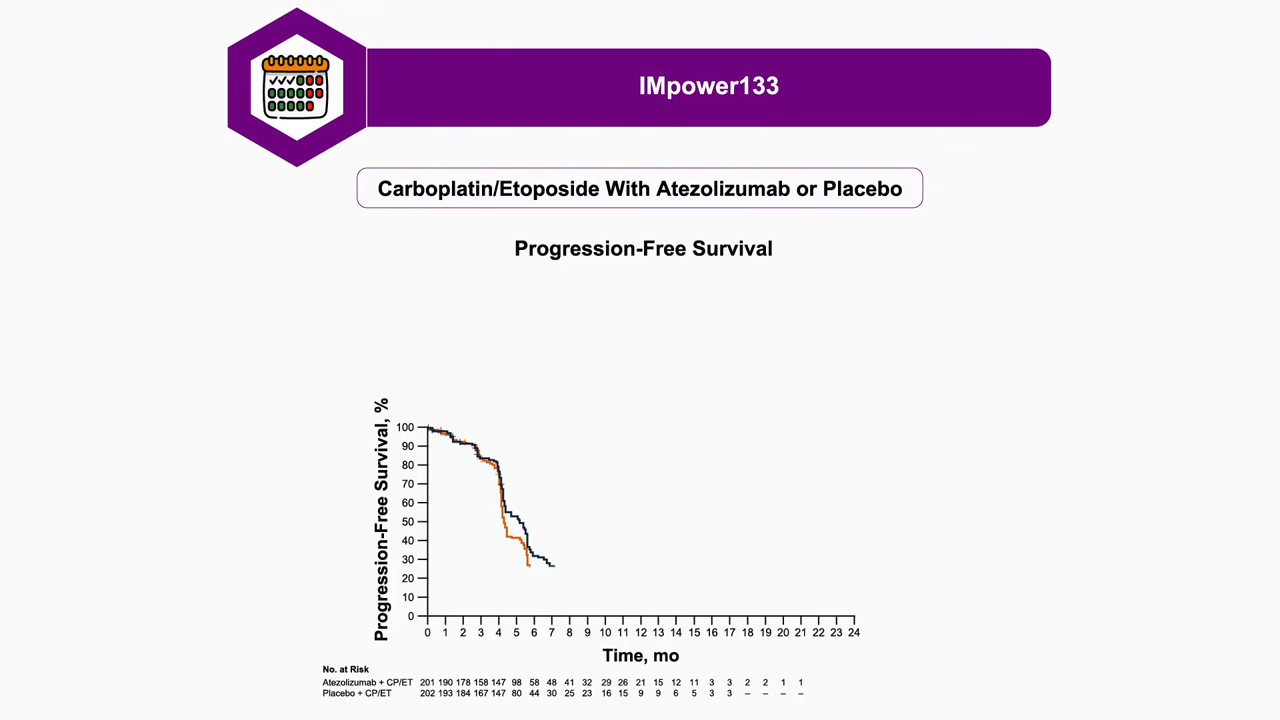 IMpower133
Carboplatin/Etoposide With Atezolizumab or Placebo
Progression-Free Survival
Progression-Free Survival, %
100
90
80
70
60
50
40
30
20
10
0
0 1 2 3 4 5 6 7 8 9 10 11 12 13 14 15 16 17 18 19 20 21 22 23 24
Time, mo
No. at Risk
Atezolizumab + CP/ET 201 190 178 158 147 98 58 48 41 32 29 26 21 15 12 11 3 3 2 2 1 1
Placebo + CP/ET 202 193 184 167 147 80 44 30 25 23 16 15 9 9 6 5 3 3 – – – –